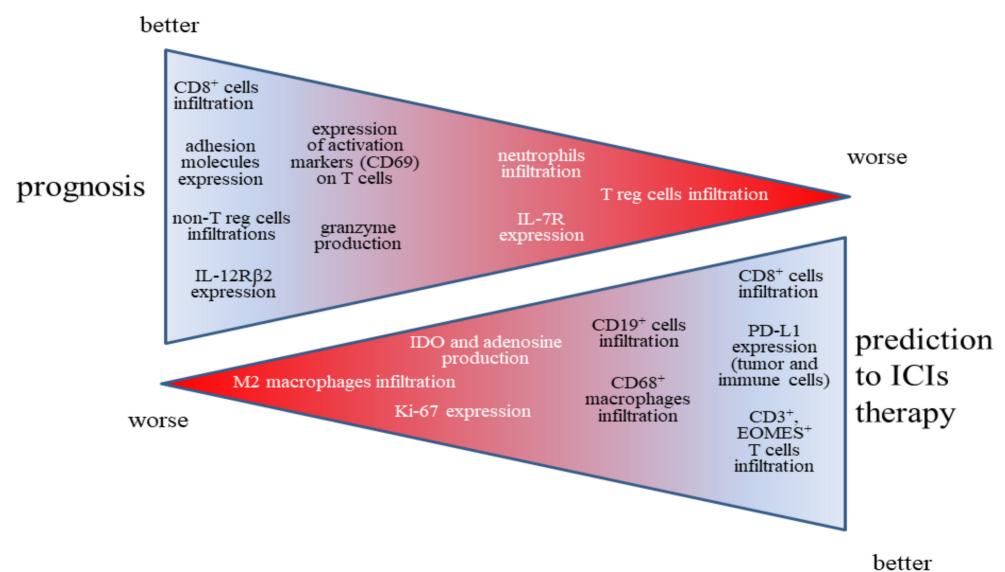 better
CD8⁺ cells
infiltration
adhesion
molecules
expression
non-T reg cells
infiltrations
IL-12Rβ2
expression
expression
of activation
markers (CD69)
on T cells
granzyme
production
neutrophils
infiltration
IL-7R
expression
T reg cells infiltration
worse
prognosis
worse
M2 macrophages infiltration
IDO and adenosine
production
Ki-67 expression
CD19⁺ cells
infiltration
CD68⁺
macrophages
infiltration
CD8⁺ cells
infiltration
PD-L1
expression
(tumor and
immune cells)
CD3⁺,
EOMES⁺
T cells
infiltration
prediction
to ICIs
therapy
better